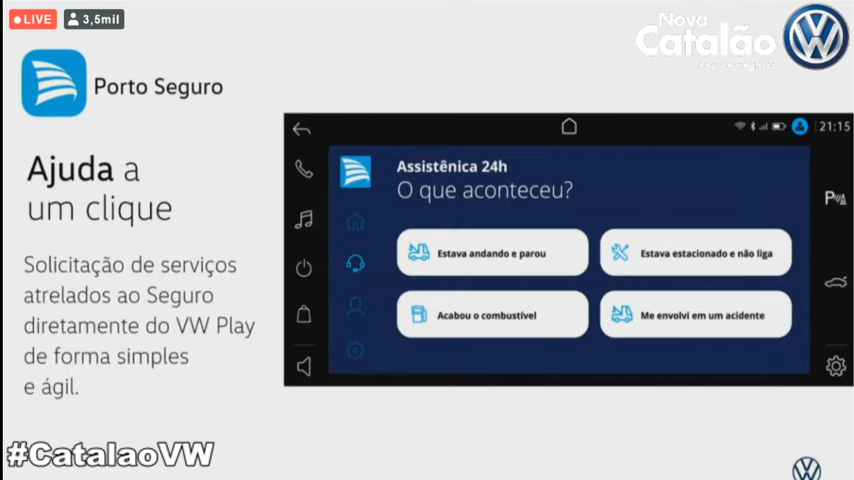 LIVE
3,5mil
Nova
Catalão
Porto Seguro
Ajuda a
um clique
Solicitação de serviços
atrelados ao Seguro
diretamente do VW Play
de forma simples
e ágil.
21:15
Assistênica 24h
O que aconteceu?
Estava andando e parou
Estava estacionado e não liga
Acabou o combustível
Me envolvi em um acidente
#CatalaoVW